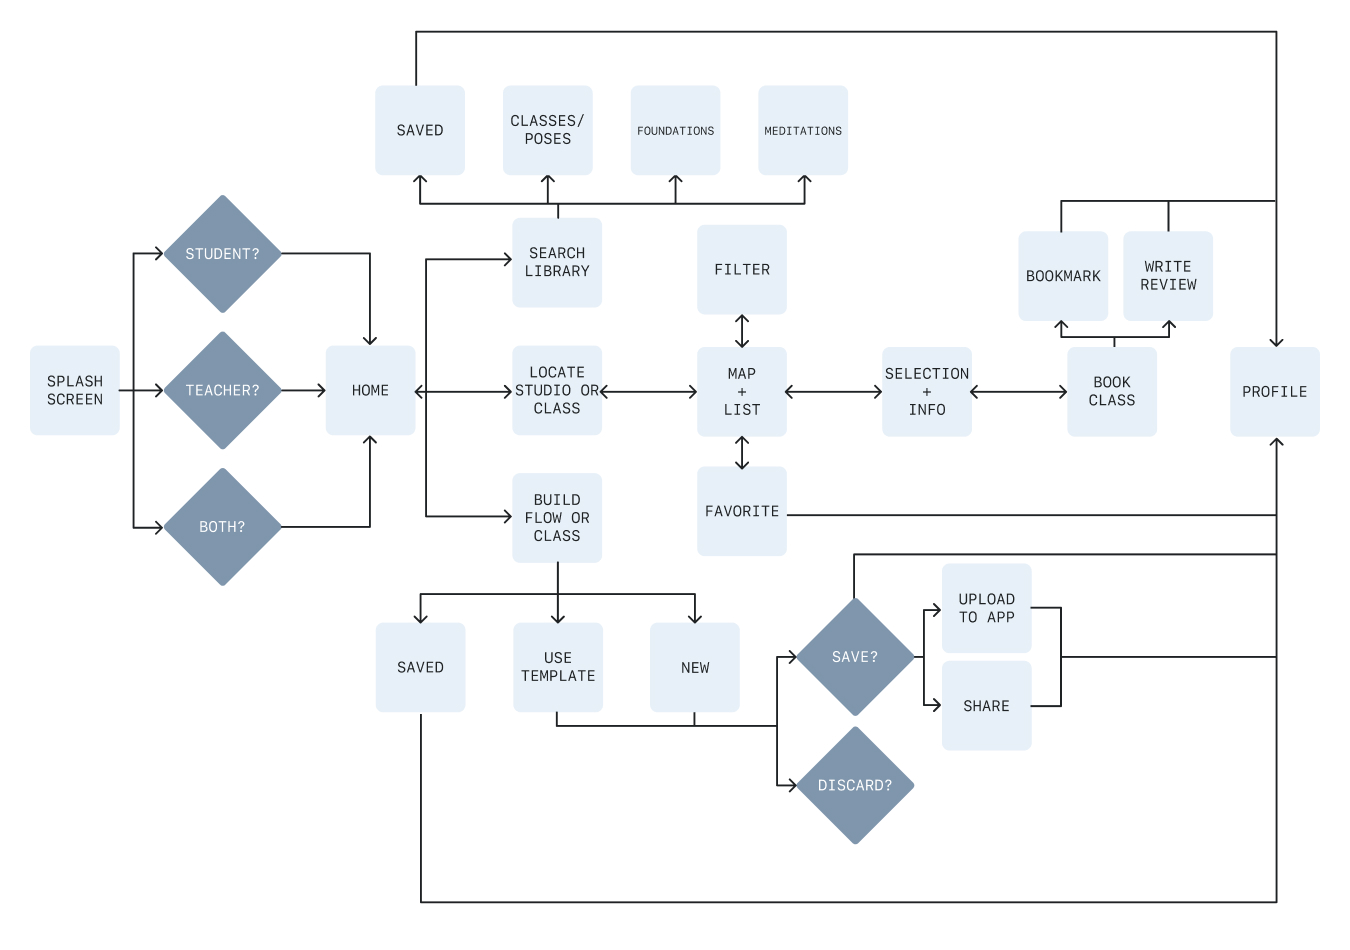 SAVED
CLASSES/
POSES
FOUNDATIONS
MEDITATIONS
STUDENT?
SEARCH
LIBRARY
FILTER
BOOKMARK
WRITE
REVIEW
SPLASH
SCREEN
TEACHER?
HOME
LOCATE
STUDIO OR
CLASS
MAP
+
LIST
SELECTION
+
INFO
BOOK
CLASS
PROFILE
BOTH?
BUILD
FLOW OR
CLASS
FAVORITE
SAVED
USE
TEMPLATE
NEW
SAVE?
UPLOAD
TO APP
SHARE
DISCARD?